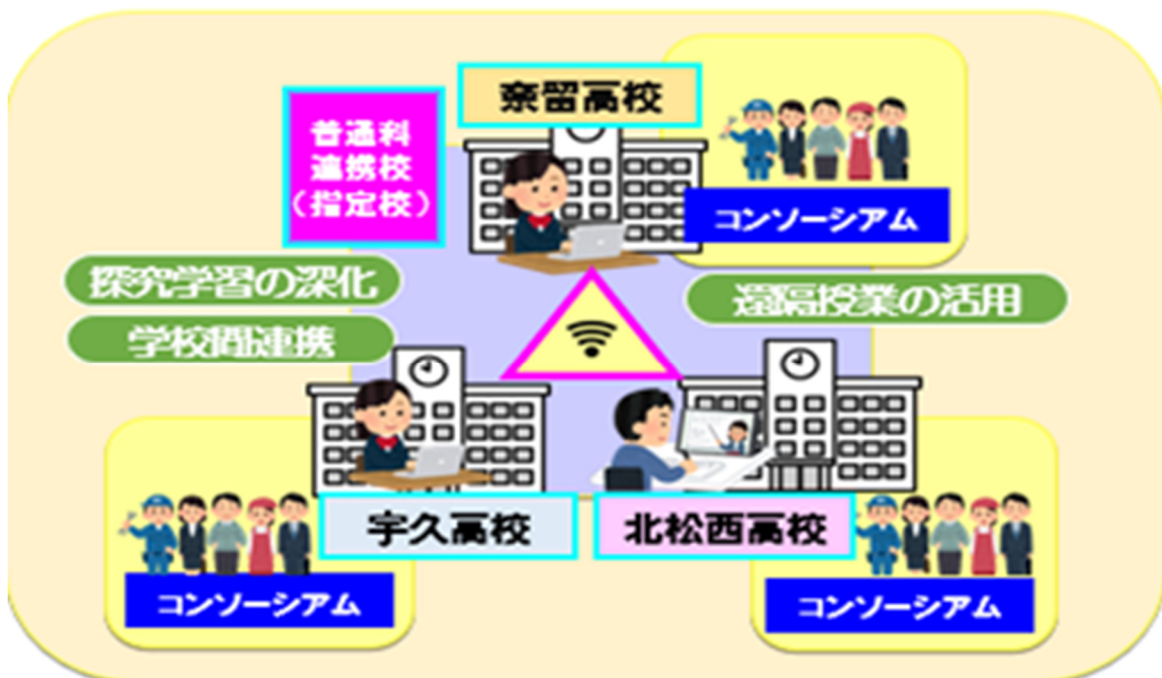 奈留高校
普通科
連携校
（指定校）
コンソーシアム
探究学習の深化
学校間連携
遠隔授業の活用
宇久高校
北松西高校
コンソーシアム
コンソーシアム